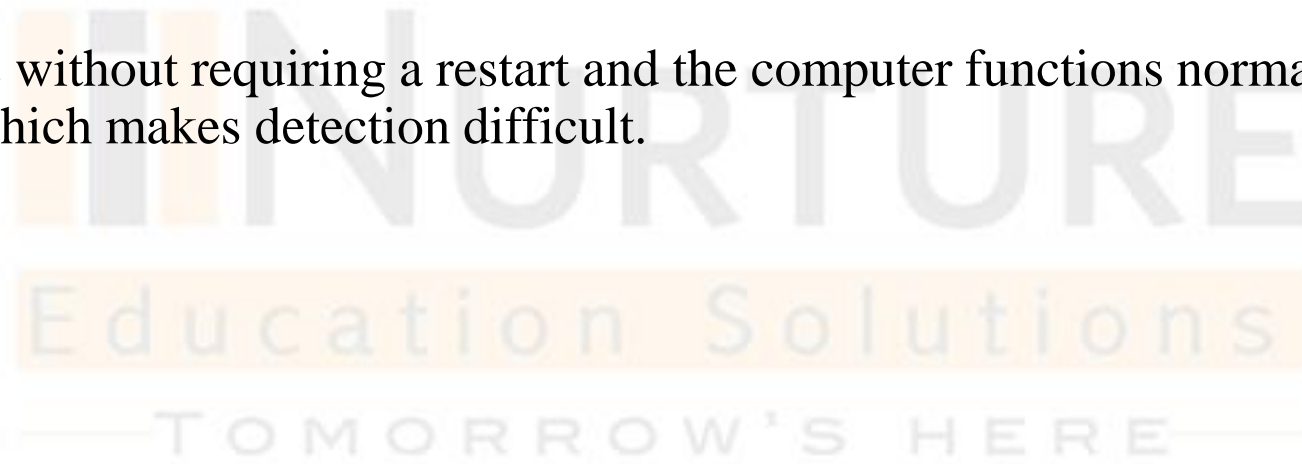 without requiring a restart and the computer functions norma
hich makes detection difficult.
NURTURE
Education Solutions
TOMORROW'S HERE